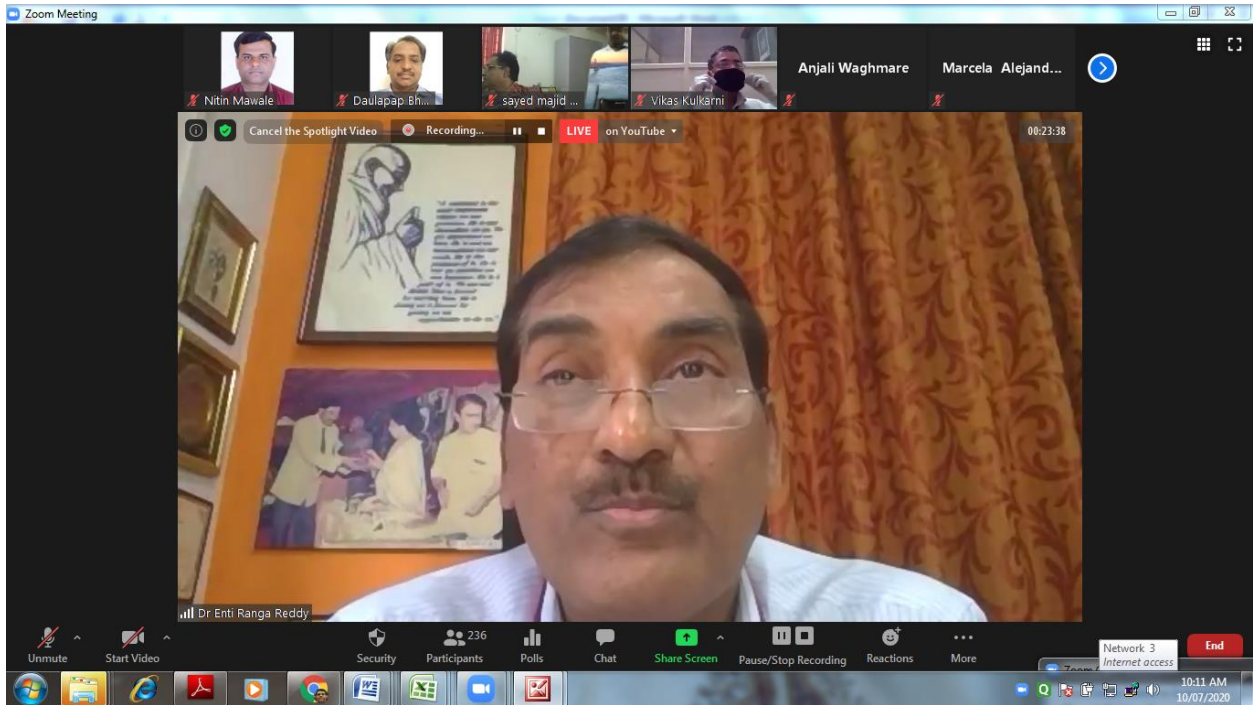 Zoom Meeting
Nitin Mawale
Daulapap Bh...
sayed majid ...
Vikas Kulkarni
Anjali Waghmare
Marcela Alejand...
Cancel the Spotlight Video
Recording...
LIVE
on YouTube
00:23:38
Dr Enti Ranga Reddy
Unmute
Start Video
Security
236
Participants
Polls
Chat
Share Screen
Pause/Stop Recording
Reactions
More
End
Network 3
Internet access
10:11 AM
10/07/2020